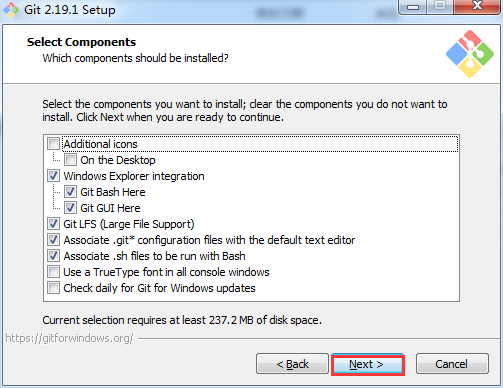 Git 2.19.1 Setup
Select Components
Which components should be installed?
Select the components you want to install; clear the components you do not want to
install. Click Next when you are ready to continue.
Additional icons
On the Desktop
Windows Explorer integration
Git Bash Here
Git GUI Here
Git LFS (Large File Support)
Associate .git* configuration files with the default text editor
Associate .sh files to be run with Bash
Use a TrueType font in all console windows
Check daily for Git for Windows updates
Current selection requires at least 237.2 MB of disk space.
https://gitforwindows.org/
< Back
Next >
Cancel